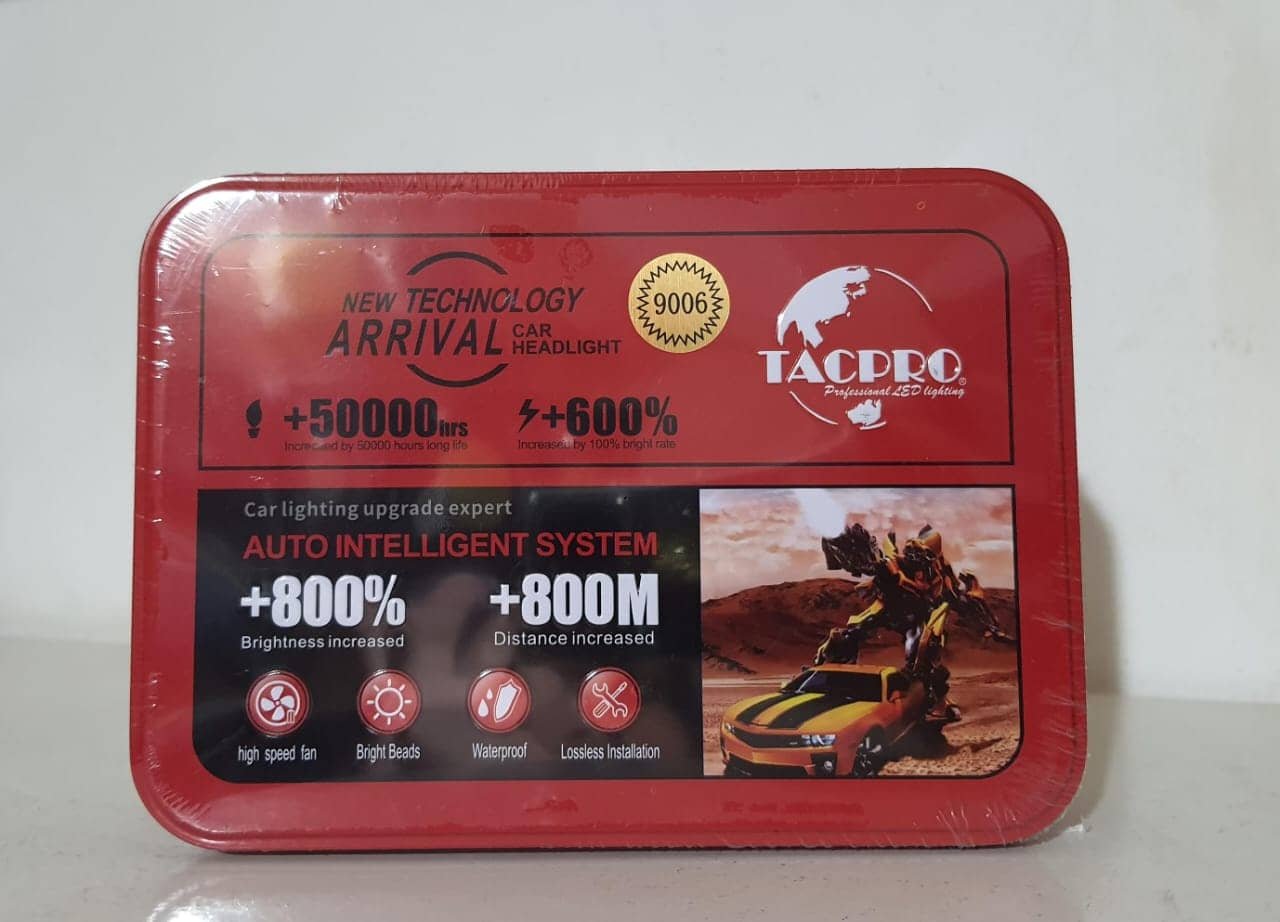 NEW TECHNOLOGY
ARRIVAL CAR HEADLIGHT
9006
TACPRO®
Professional LED lighting
+50000hrs
Increased by 50000 hours long life
+600%
Increased by 100% bright rate
Car lighting upgrade expert
AUTO INTELLIGENT SYSTEM
+800%
Brightness increased
+800M
Distance increased
high speed fan
Bright Beads
Waterproof
Lossless Installation